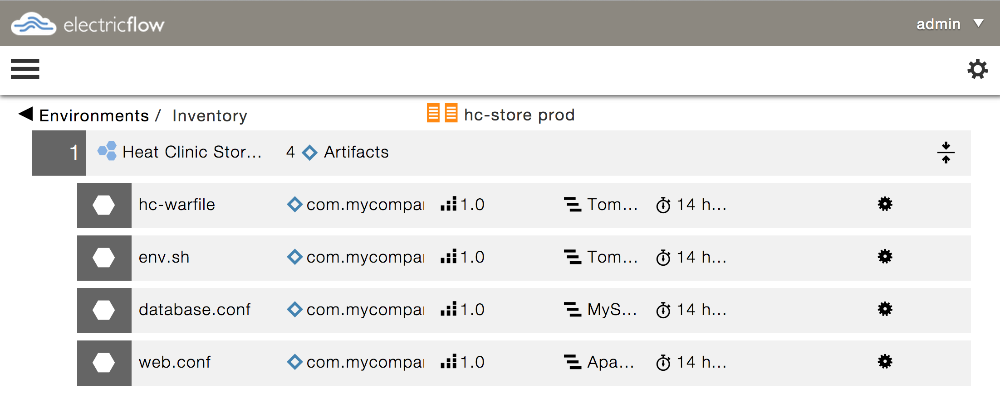 electricflow admin
Environments / Inventory hc-store prod
1 Heat Clinic Stor... 4 Artifacts
hc-warfile com.mycompa 1.0 Tom... 14 h...
env.sh com.mycompa 1.0 Tom... 14 h...
database.conf com.mycompa 1.0 MyS... 14 h...
web.conf com.mycompa 1.0 Apa... 14 h...